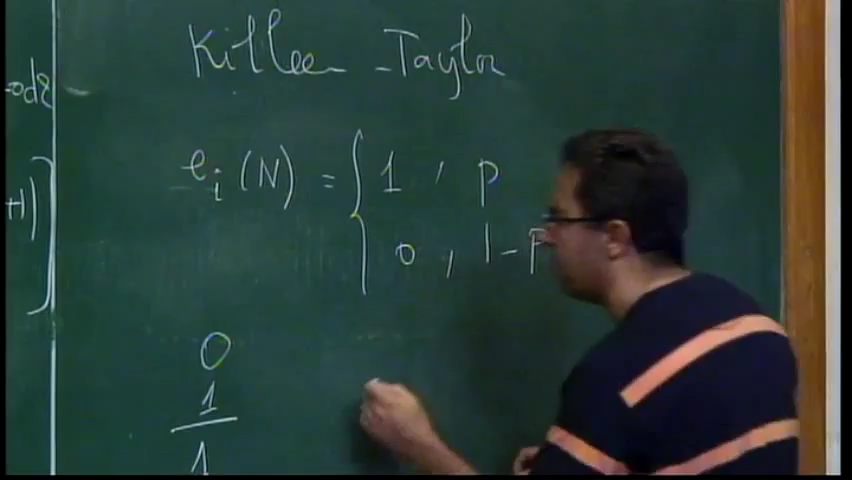 Killeen - Taylor
e_i (N) = { 1 , p
0 , 1-p
0
1
1